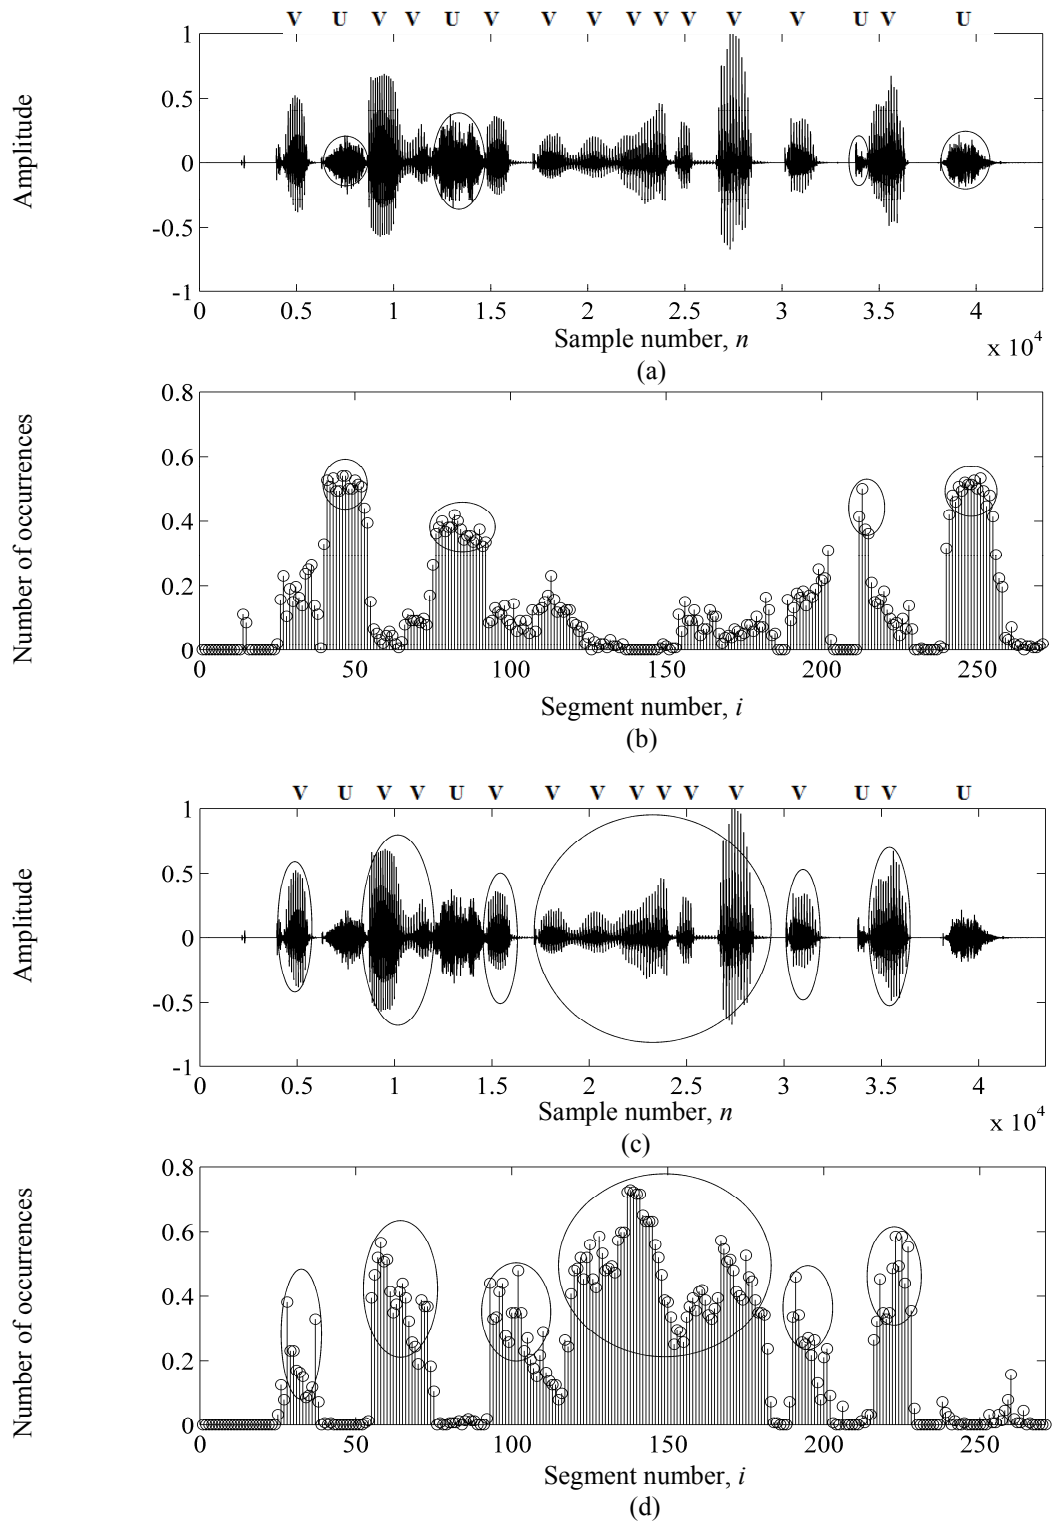 V U V V U V V V V V V V V U V U
1
0.5
0
-0.5
-1
Amplitude
0 0.5 1 1.5 2 2.5 3 3.5 4
Sample number, n
x 10^4
(a)
0.8
0.6
0.4
0.2
0
Number of occurrences
0 50 100 150 200 250
Segment number, i
(b)
V U V V U V V V V V V V V U V U
1
0.5
0
-0.5
-1
Amplitude
0 0.5 1 1.5 2 2.5 3 3.5 4
Sample number, n
x 10^4
(c)
0.8
0.6
0.4
0.2
0
Number of occurrences
0 50 100 150 200 250
Segment number, i
(d)